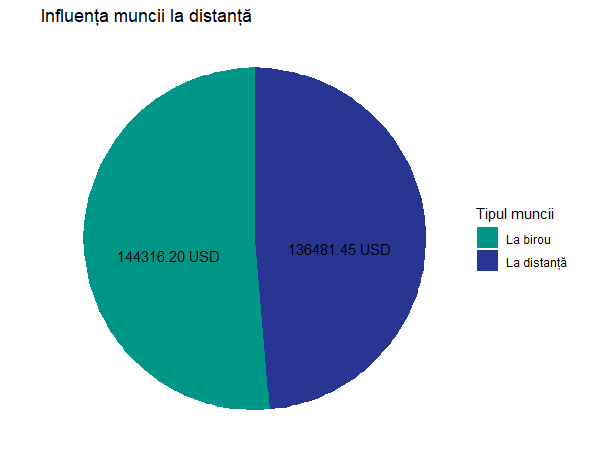 Influența muncii la distanță
144316.20 USD
136481.45 USD
Tipul muncii
La birou
La distanță